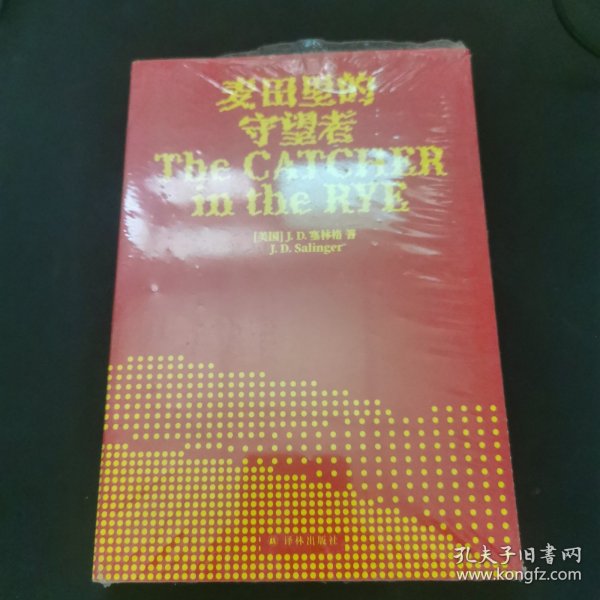 麦田里的
守望者
The CATCHER
in the RYE
[美国] J. D. 塞林格 著
J. D. Salinger
译林出版社
孔夫子旧书网
www.kongfz.com